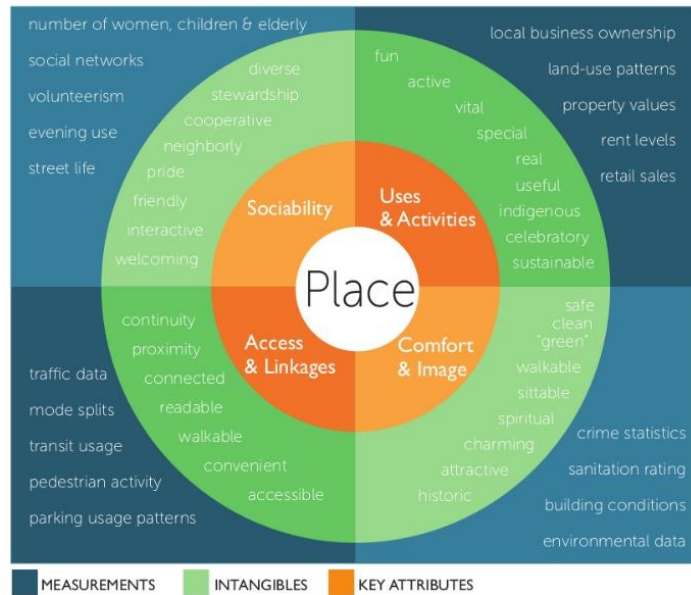 number of women, children & elderly
social networks
volunteerism
evening use
street life
diverse
stewardship
cooperative
neighborly
pride
friendly
interactive
welcoming
Sociability
fun
active
vital
special
real
useful
indigenous
celebratory
sustainable
Uses
& Activities
local business ownership
land-use patterns
property values
rent levels
retail sales
Place
continuity
proximity
connected
readable
walkable
convenient
accessible
Access
& Linkages
traffic data
mode splits
transit usage
pedestrian activity
parking usage patterns
Comfort
& Image
safe
clean
"green"
walkable
sittable
spiritual
charming
attractive
historic
crime statistics
sanitation rating
building conditions
environmental data
MEASUREMENTS
INTANGIBLES
KEY ATTRIBUTES